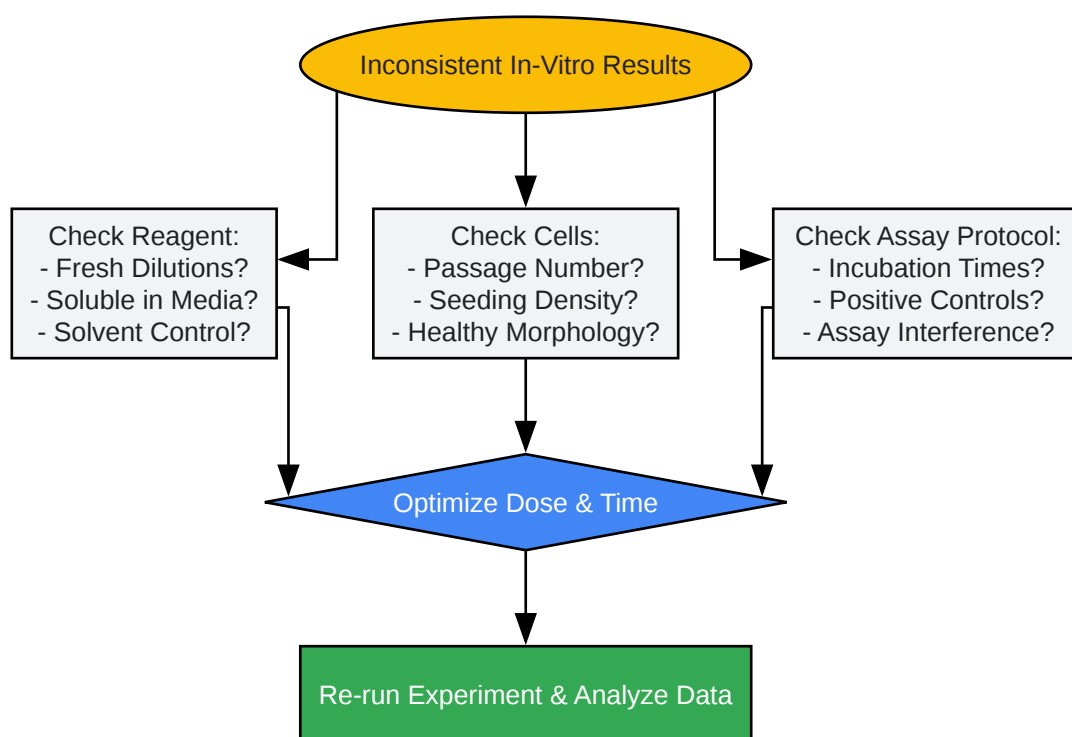 Inconsistent In-Vitro Results
Check Reagent:
- Fresh Dilutions?
- Soluble in Media?
- Solvent Control?
Check Cells:
- Passage Number?
- Seeding Density?
- Healthy Morphology?
Check Assay Protocol:
- Incubation Times?
- Positive Controls?
- Assay Interference?
Optimize Dose & Time
Re-run Experiment & Analyze Data